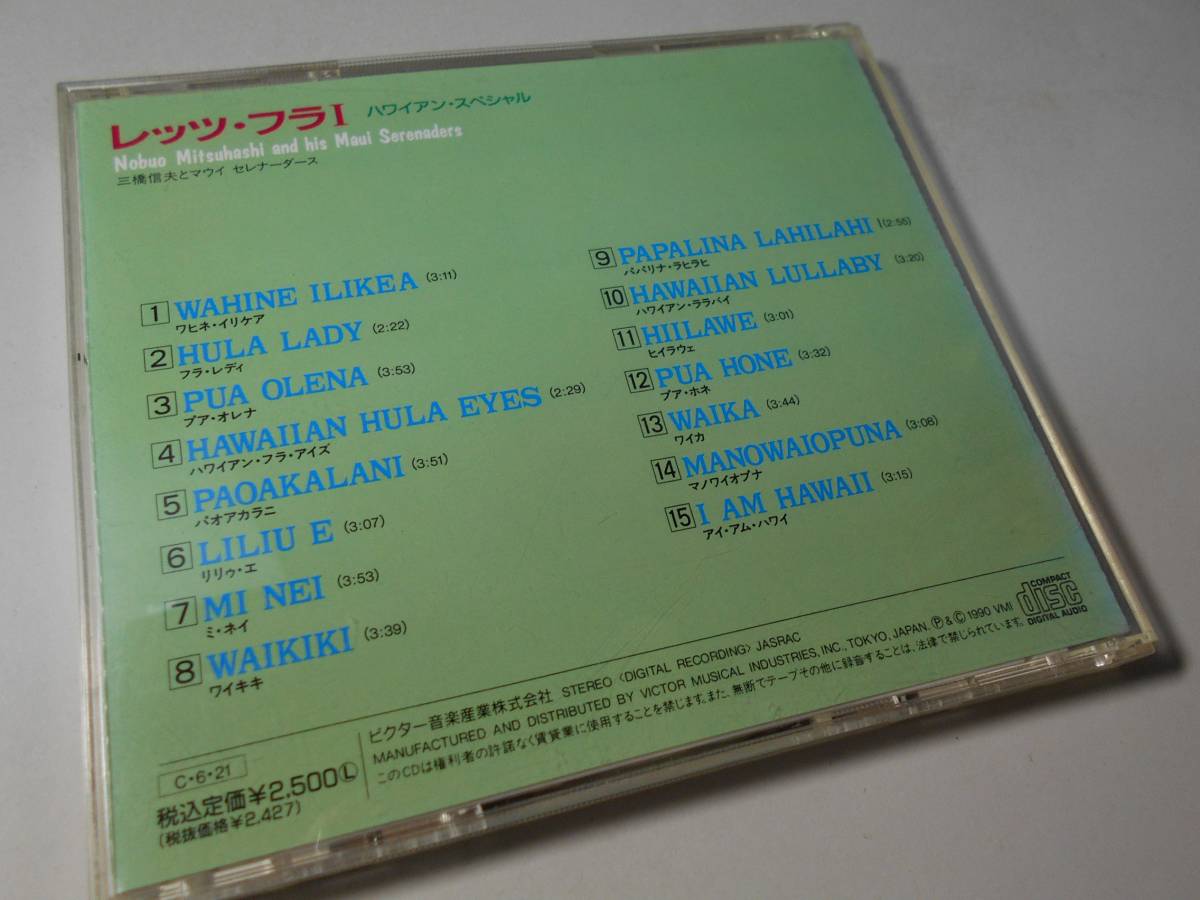 レッツ・フラⅠ ハワイアン・スペシャル
Nobuo Mitsuhashi and his Maui Serenaders
三橋信夫とマウイ セレナーダース
1 WAHINE ILIKEA (3:11)
ワヒネ・イリケア
2 HULA LADY (2:22)
フラ・レディ
3 PUA OLENA (3:53)
プア・オレナ
4 HAWAIIAN HULA EYES (2:29)
ハワイアン・フラ・アイズ
5 PAOAKALANI (3:51)
パオアカラニ
6 LILIU E (3:07)
リリゥ・エ
7 MI NEI (3:53)
ミ・ネイ
8 WAIKIKI (3:39)
ワイキキ
9 PAPALINA LAHILAHI (2:55)
パパリナ・ラヒラヒ
10 HAWAIIAN LULLABY (3:20)
ハワイアン・ララバイ
11 HIILAWE (3:01)
ヒイラウェ
12 PUA HONE (3:32)
プア・ホネ
13 WAIKA (3:44)
ワイカ
14 MANOWAIOPUNA (3:08)
マノワイオプナ
15 I AM HAWAII (3:15)
アイ・アム・ハワイ
C・6・21
税込定価¥2,500Ⓛ
(税抜価格¥2,427)
ビクター音楽産業株式会社 STEREO 〈DIGITAL RECORDING〉 JASRAC
MANUFACTURED AND DISTRIBUTED BY VICTOR MUSICAL INDUSTRIES, INC., TOKYO, JAPAN. Ⓟ & Ⓒ 1990 VMI
このCDは権利者の許諾なく賃貸業に使用することを禁じます。また、無断でテープその他に録音することは、法律で禁じられています。
COMPACT
disc
DIGITAL AUDIO